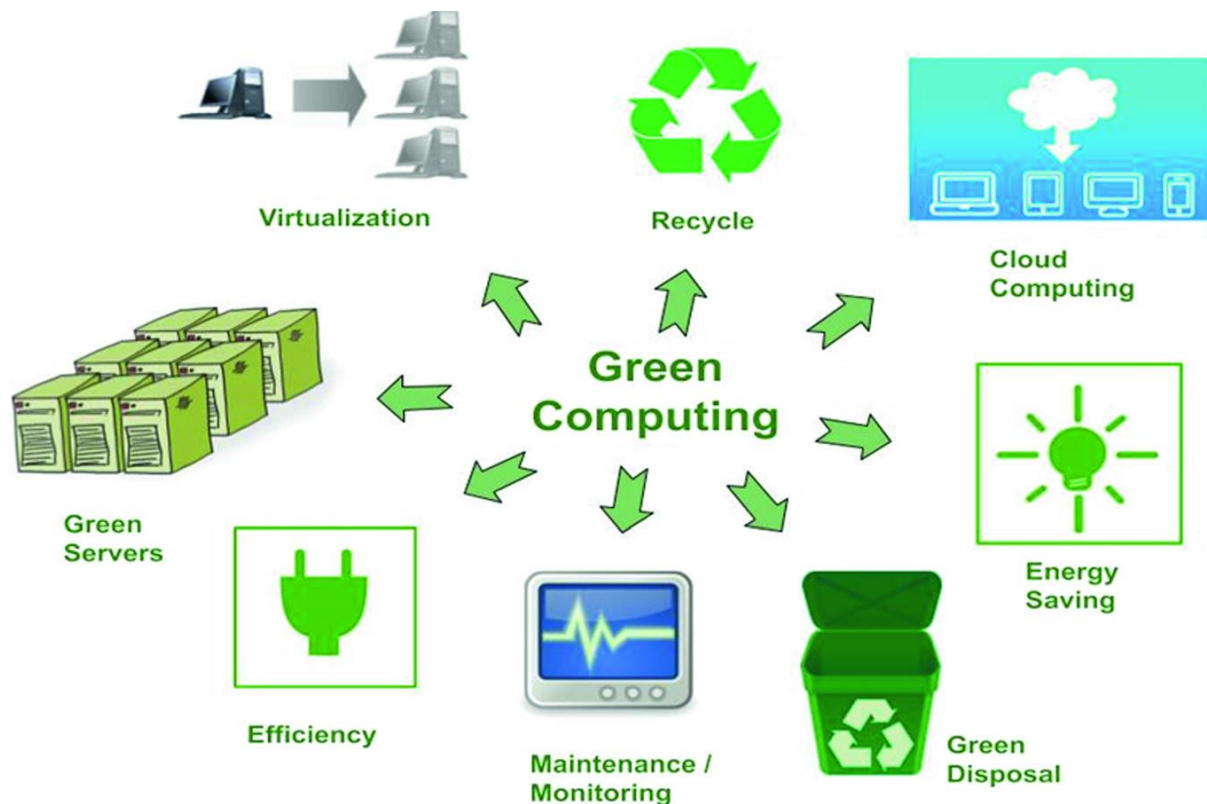 Virtualization
Recycle
Cloud
Computing
Green
Computing
Green
Servers
Energy
Saving
Efficiency
Maintenance /
Monitoring
Green
Disposal